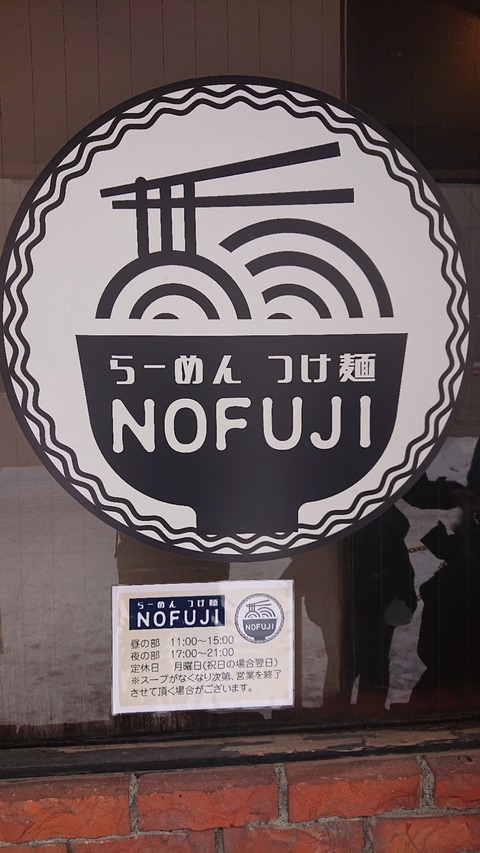 らーめん つけ麺
NOFUJI
らーめん つけ麺
NOFUJI
NOFUJI
昼の部 11:00〜15:00
夜の部 17:00〜21:00
定休日 月曜日(祝日の場合翌日)
※スープがなくなり次第、営業を終了
させて頂く場合がございます。